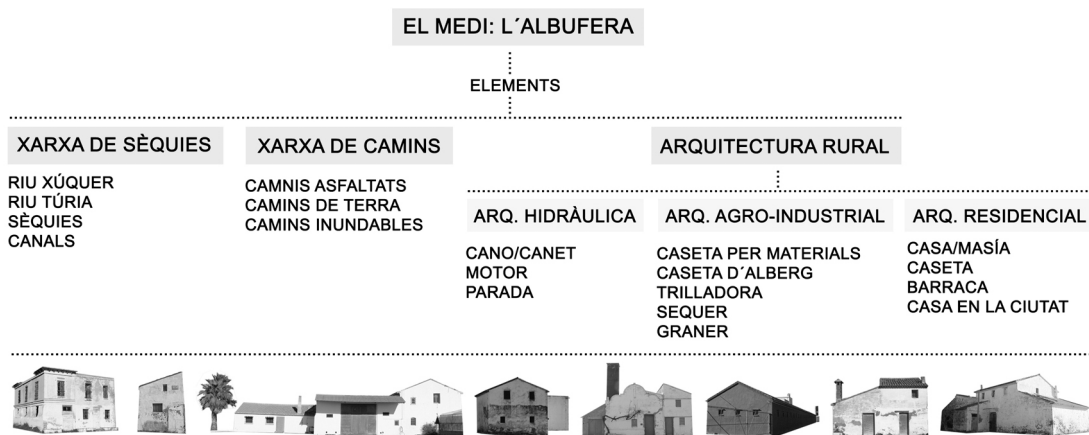 EL MEDI: L´ALBUFERA
ELEMENTS
XARXA DE SÈQUIES
RIU XÚQUER
RIU TÚRIA
SÈQUIES
CANALS
XARXA DE CAMINS
CAMNIS ASFALTATS
CAMINS DE TERRA
CAMINS INUNDABLES
ARQUITECTURA RURAL
ARQ. HIDRÀULICA
CANO/CANET
MOTOR
PARADA
ARQ. AGRO-INDUSTRIAL
CASETA PER MATERIALS
CASETA D´ALBERG
TRILLADORA
SEQUER
GRANER
ARQ. RESIDENCIAL
CASA/MASÍA
CASETA
BARRACA
CASA EN LA CIUTAT